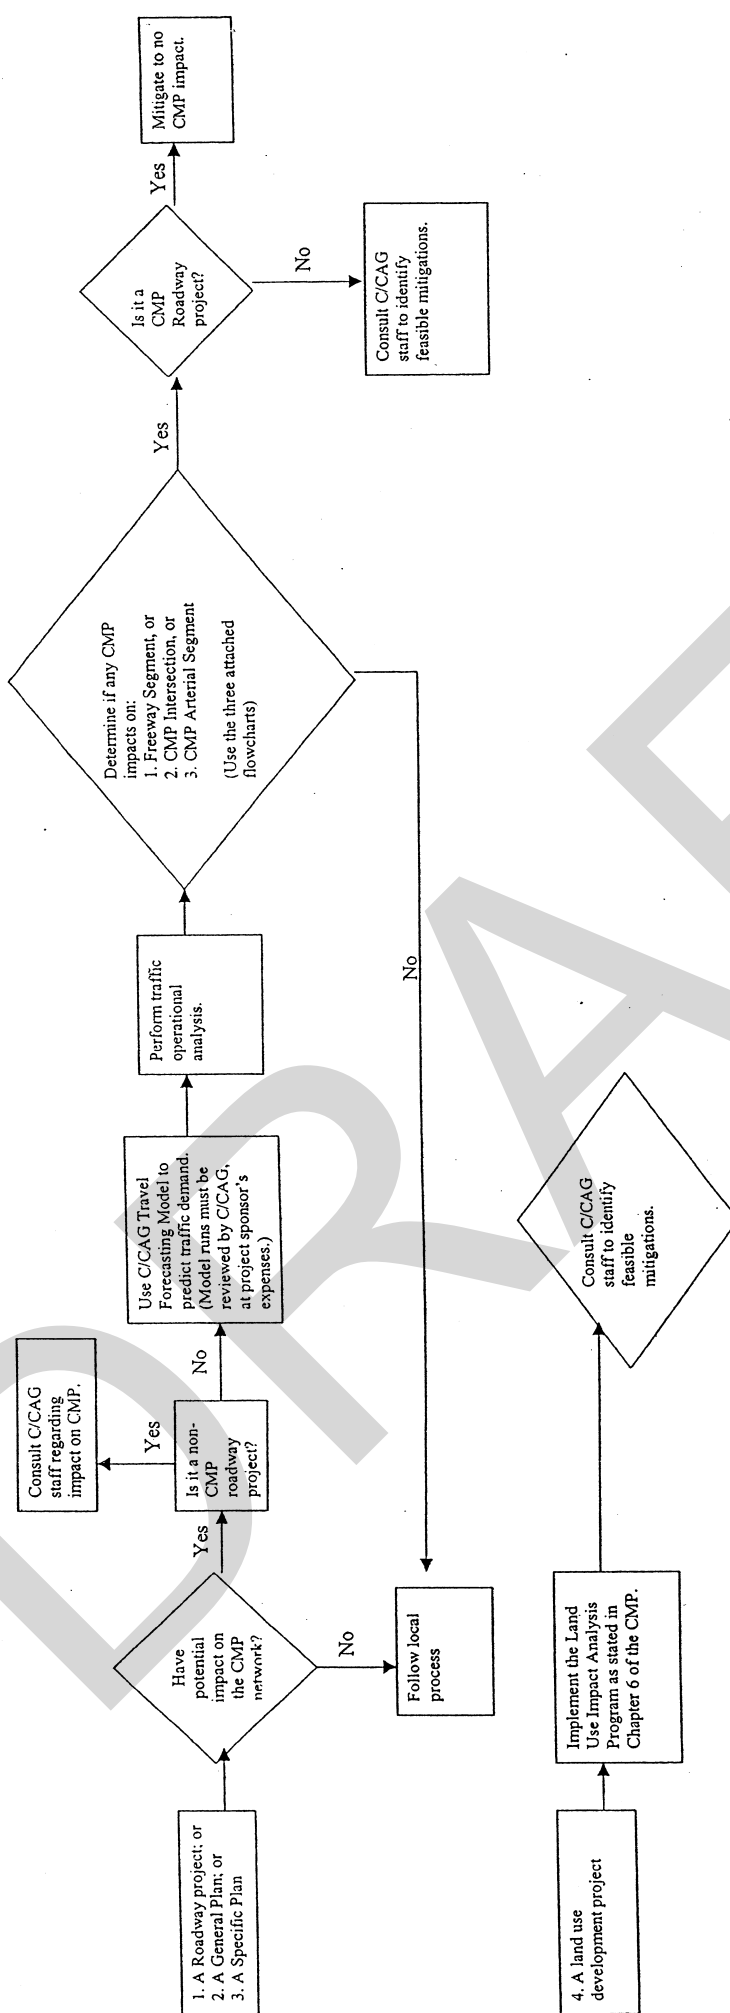 1. A Roadway project; or
2. A General Plan; or
3. A Specific Plan
Have
potential
impact on
the CMP
network?
Yes
No
Follow local
process
Is it a non-
CMP
roadway
project?
Yes
Consult C/CAG
staff regarding
impact on CMP.
No
Use C/CAG Travel
Forecasting Model to
predict traffic demand.
(Model runs must be
reviewed by C/CAG,
at project sponsor's
expenses.)
Perform traffic
operational
analysis.
Determine if any CMP
impacts on:
1. Freeway Segment, or
2. CMP Intersection, or
3. CMP Arterial Segment
(Use the three attached
flowcharts)
No
Yes
Is it a
CMP
Roadway
project?
Yes
Mitigate to no
CMP impact.
No
Consult C/CAG
staff to identify
feasible mitigations.
4. A land use
development project
Implement the Land
Use Impact Analysis
Program as stated in
Chapter 6 of the CMP.
Consult C/CAG
staff to identify
feasible
mitigations.
DRAF